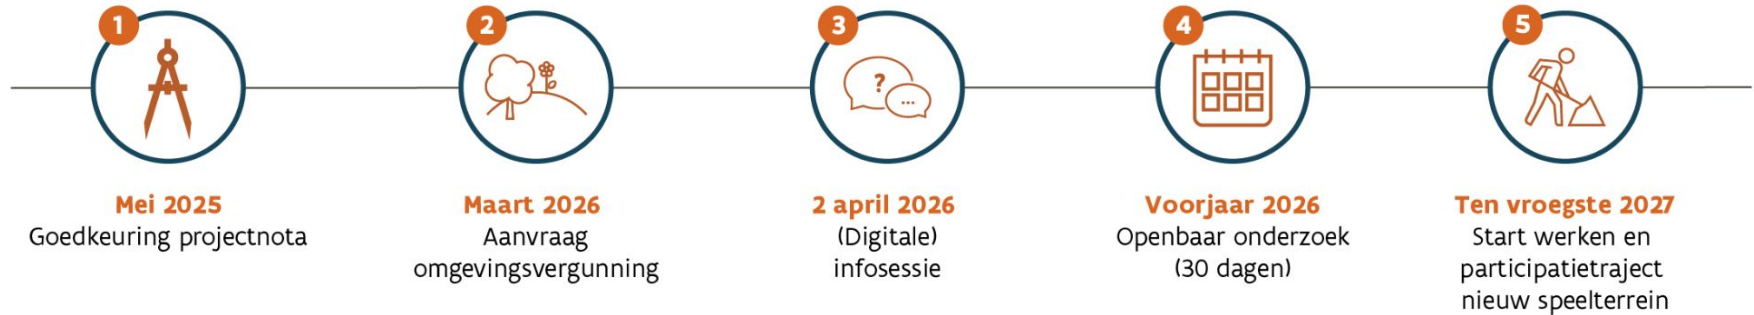 1
Mei 2025
Goedkeuring projectnota
2
Maart 2026
Aanvraag
omgevingsvergunning
3
?
...
2 april 2026
(Digitale)
infosessie
4
Voorjaar 2026
Openbaar onderzoek
(30 dagen)
5
Ten vroegste 2027
Start werken en
participatietraject
nieuw speelterrein